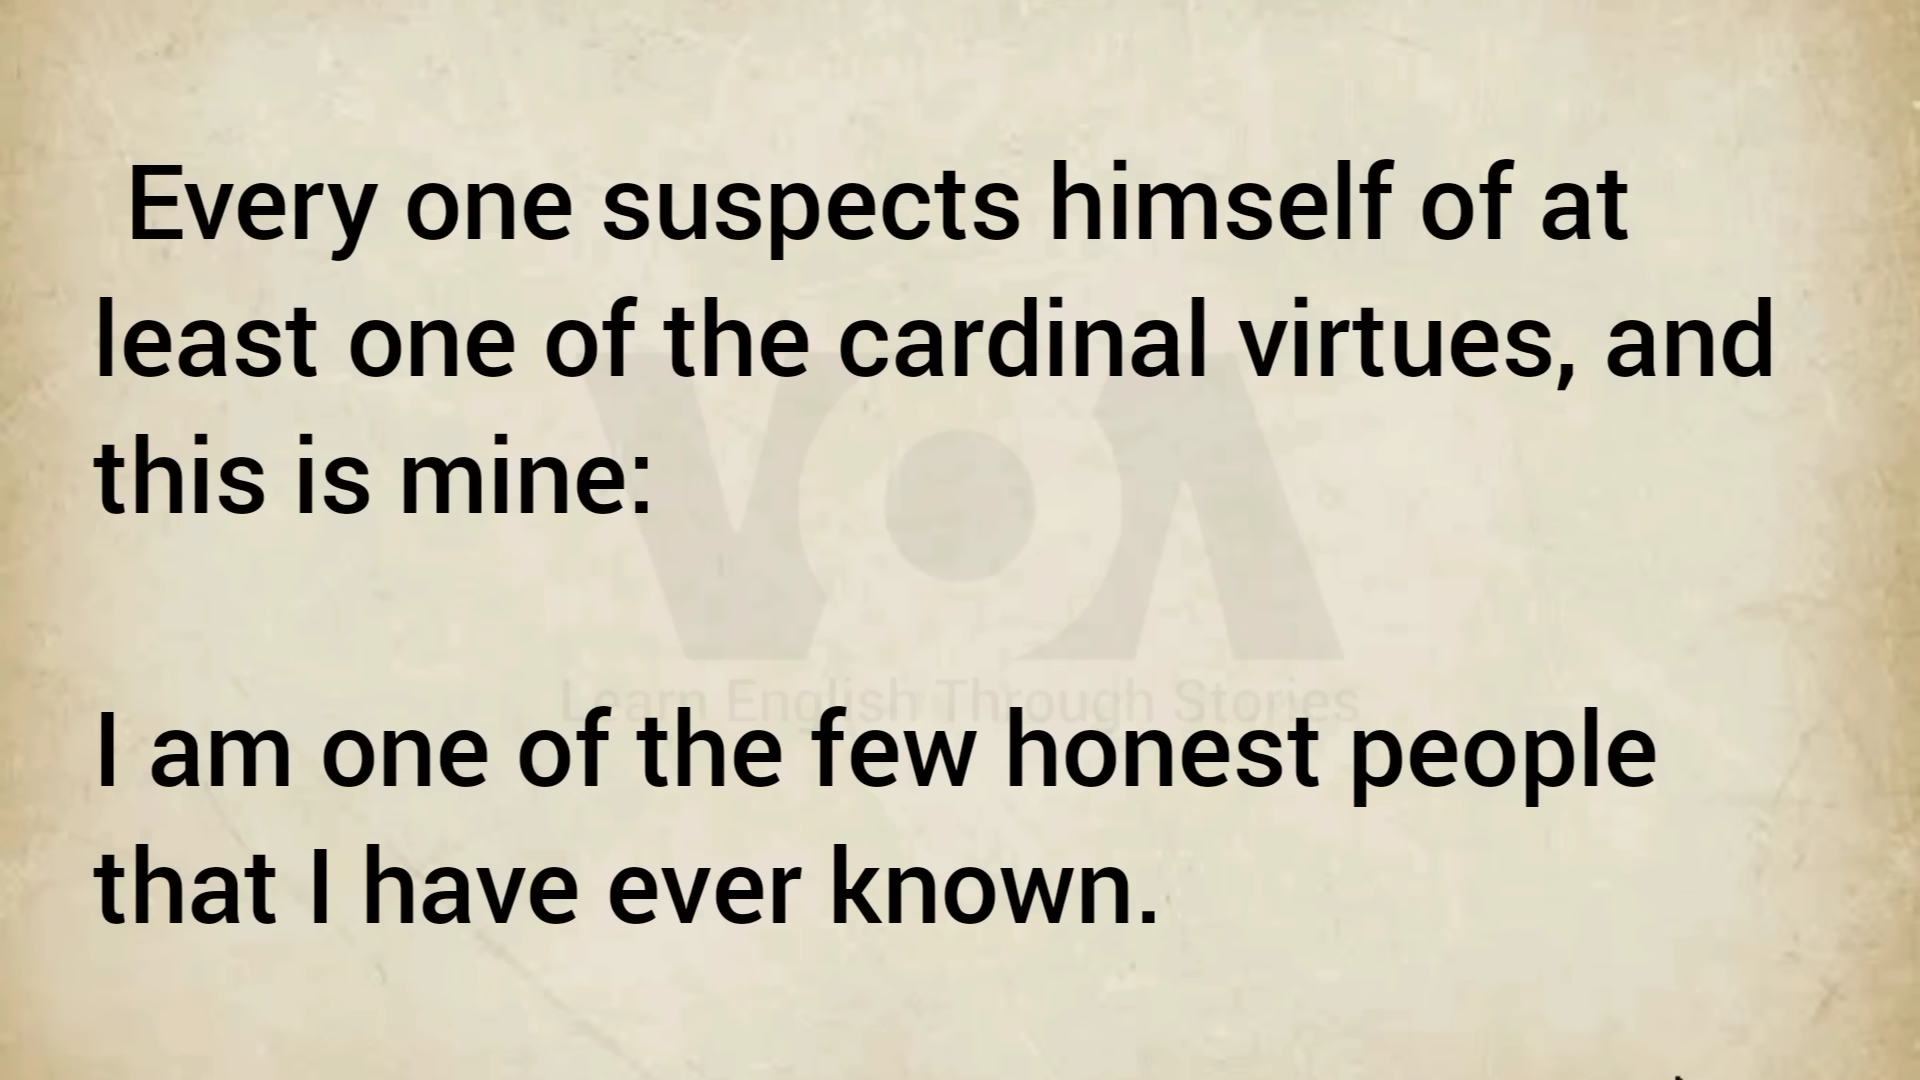 Every one suspects himself of at
least one of the cardinal virtues, and
this is mine:
VOA
Learn English Through Stories
I am one of the few honest people
that I have ever known.